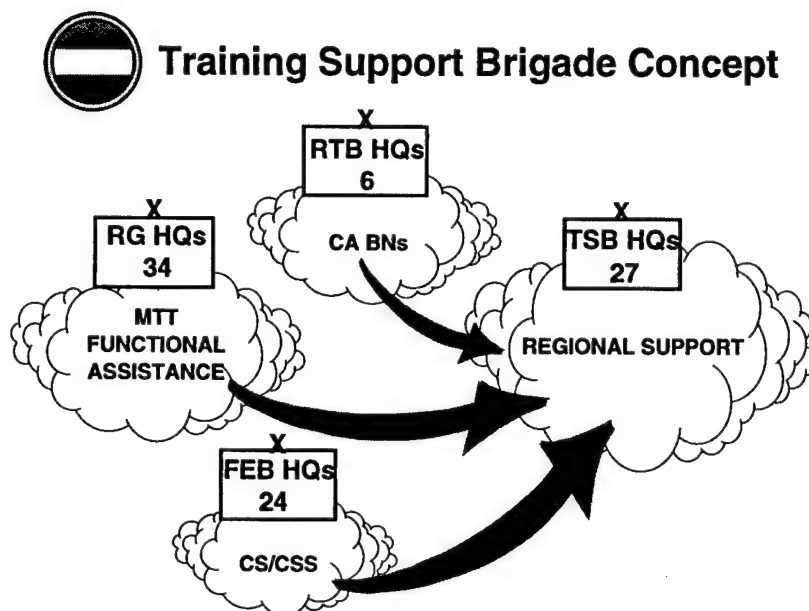 Training Support Brigade Concept
X
RTB HQs
6
CA BNs
X
RG HQs
34
MTT
FUNCTIONAL
ASSISTANCE
X
TSB HQs
27
REGIONAL SUPPORT
X
FEB HQs
24
CS/CSS